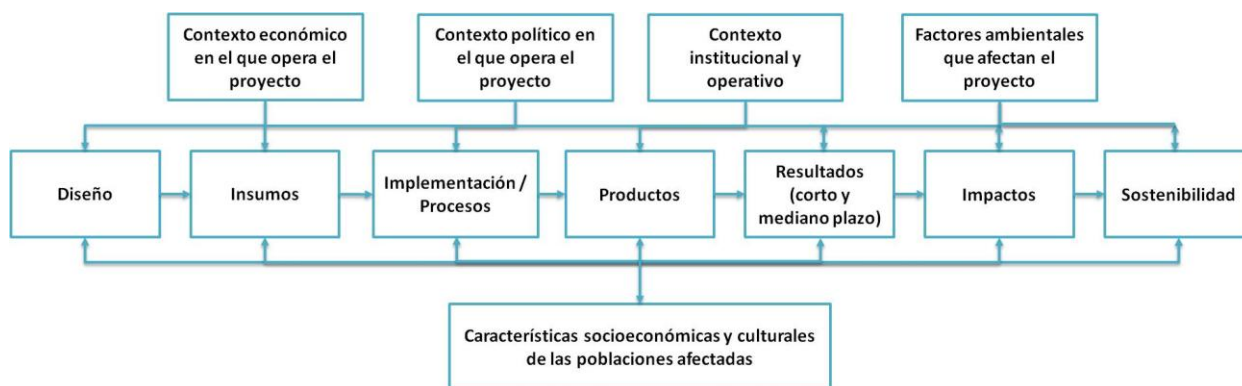 Contexto económico
en el que opera el
proyecto
Contexto político en
el que opera el
proyecto
Contexto
institucional y
operativo
Factores ambientales
que afectan el
proyecto
Diseño
Insumos
Implementación /
Procesos
Productos
Resultados
(corto y
mediano plazo)
Impactos
Sostenibilidad
Características socioeconómicas y culturales
de las poblaciones afectadas